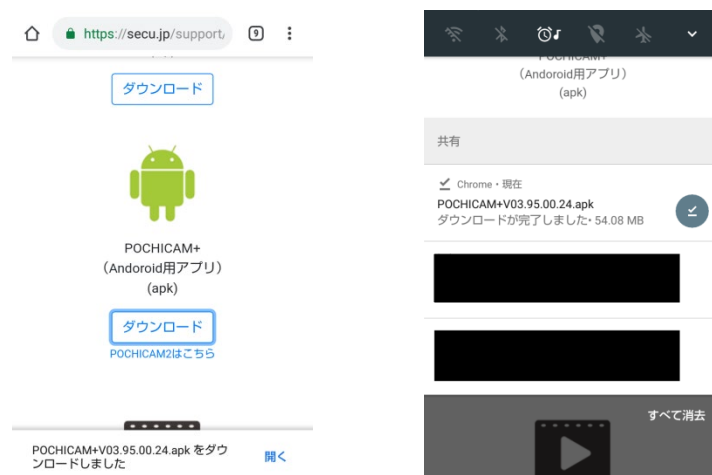 https://secu.jp/support/
9
ダウンロード
POCHICAM+
（Andoroid用アプリ）
(apk)
ダウンロード
POCHICAM2はこちら
POCHICAM+V03.95.00.24.apk をダウ
ンロードしました
開く
（Andoroid用アプリ）
(apk)
共有
Chrome・現在
POCHICAM+V03.95.00.24.apk
ダウンロードが完了しました・54.08 MB
すべて消去